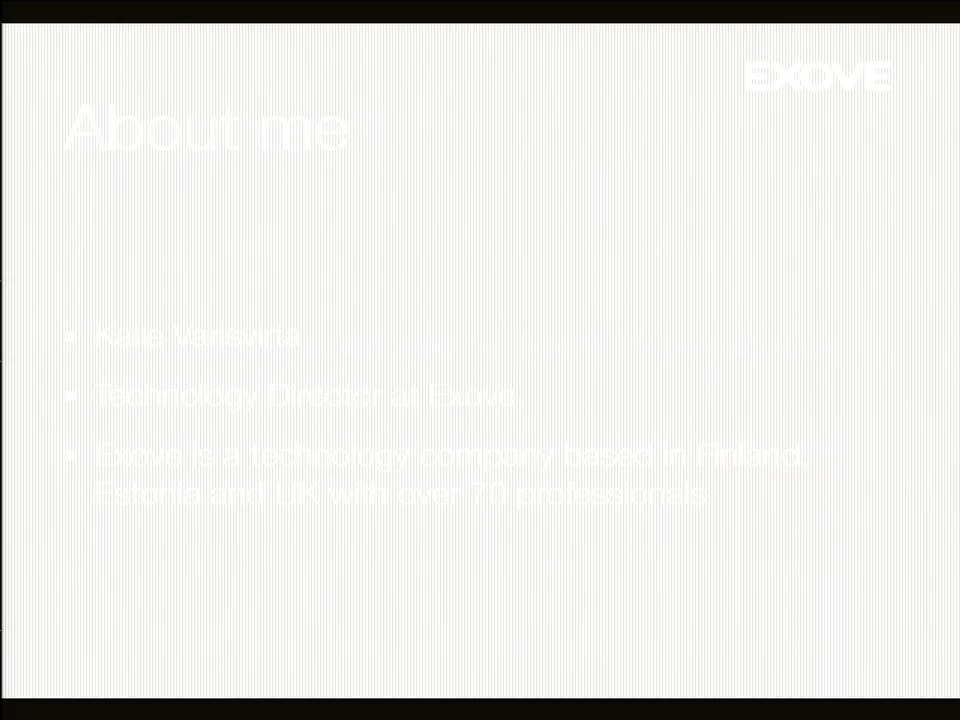 EXOVE
About me
Kalle Varisvirta
Technology Director at Exove
Exove is a technology company based in Finland,
Estonia and UK with over 70 professionals